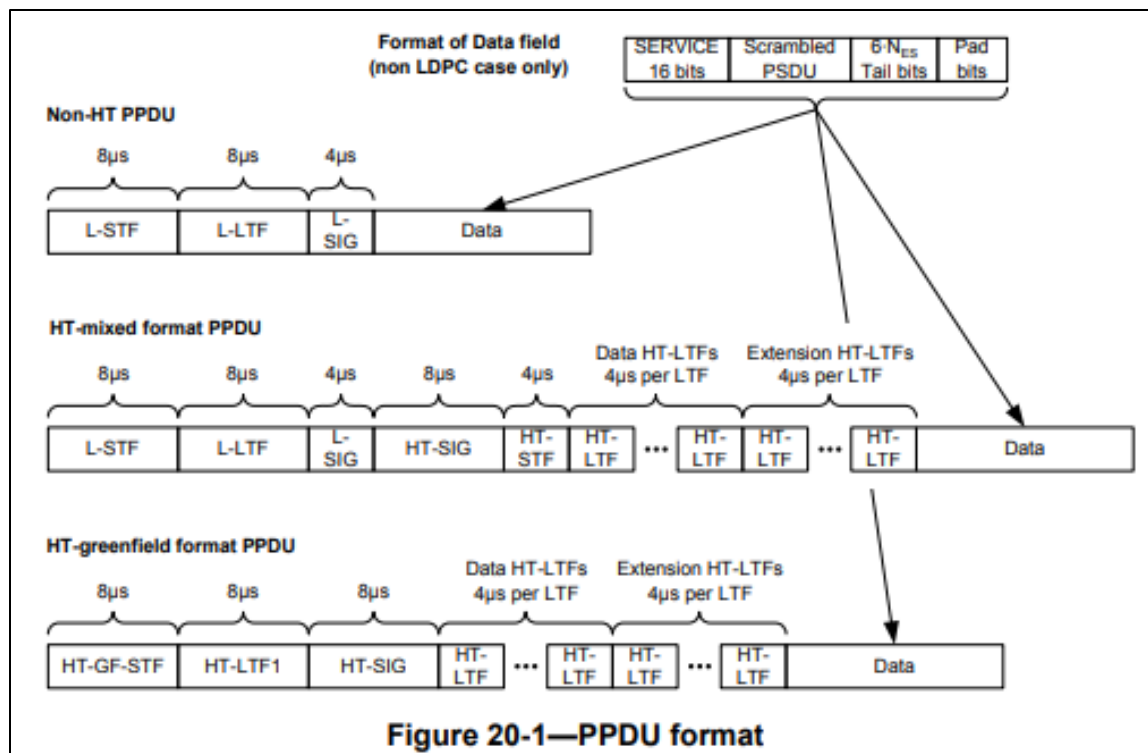 Format of Data field
(non LDPC case only)
SERVICE 16 bits
Scrambled PSDU
6·NES Tail bits
Pad bits
Non-HT PPDU
8µs 8µs 4µs
L-STF L-LTF L-SIG Data
HT-mixed format PPDU
Data HT-LTFs Extension HT-LTFs
8µs 8µs 4µs 8µs 4µs 4µs per LTF 4µs per LTF
L-STF L-LTF L-SIG HT-SIG HT-STF HT-LTF ••• HT-LTF HT-LTF ••• HT-LTF Data
HT-greenfield format PPDU
Data HT-LTFs Extension HT-LTFs
8µs 8µs 8µs 4µs per LTF 4µs per LTF
HT-GF-STF HT-LTF1 HT-SIG HT-LTF ••• HT-LTF HT-LTF ••• HT-LTF Data
Figure 20-1—PPDU format